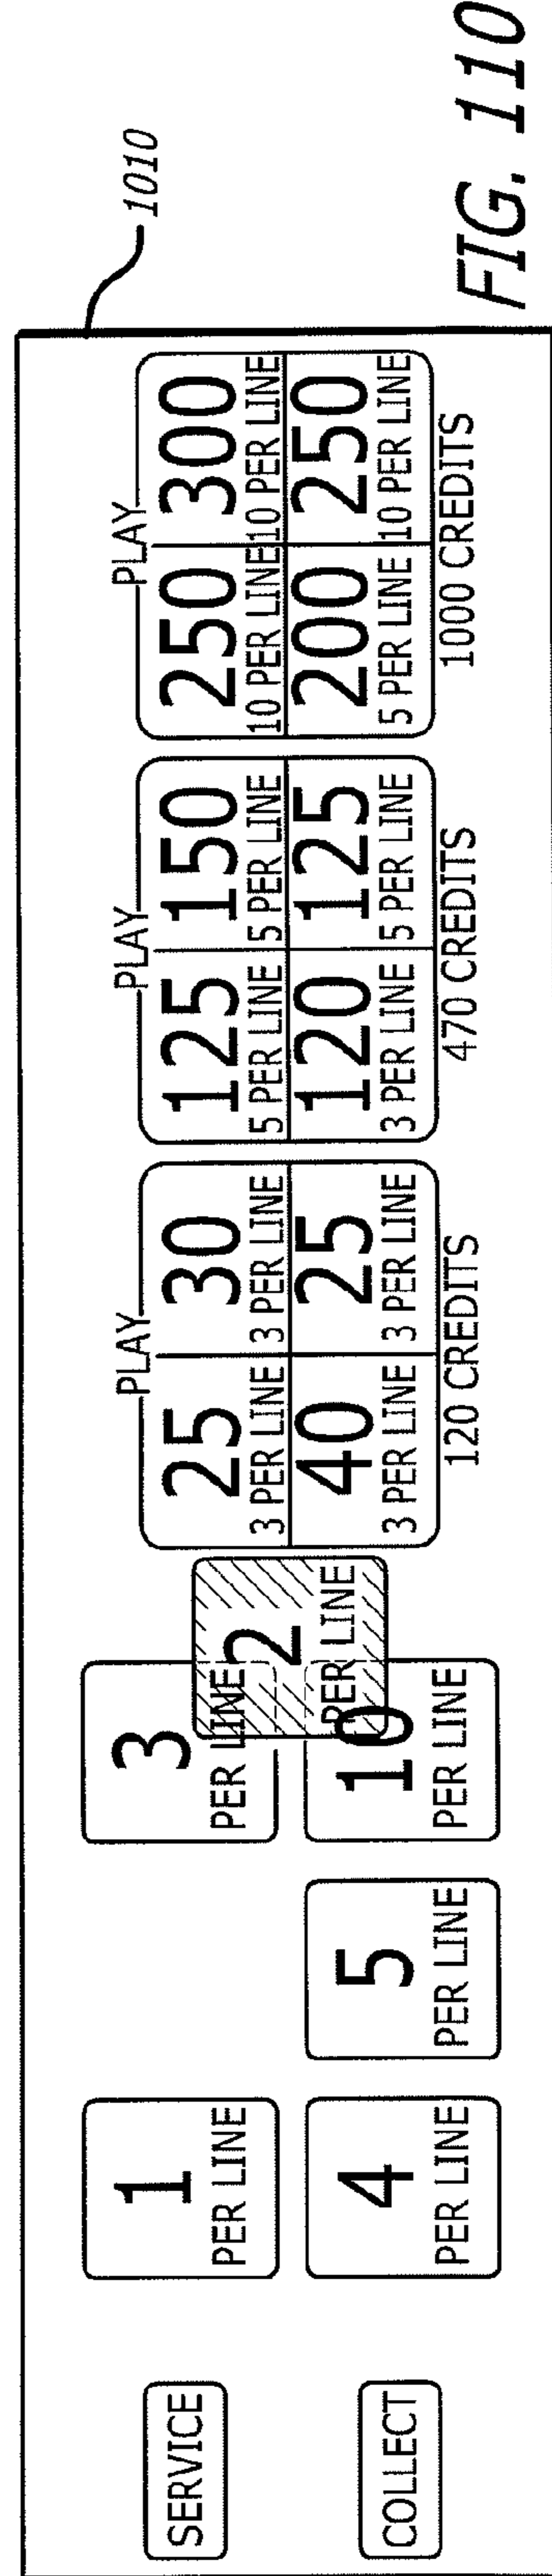 1010
SERVICE
COLLECT
1
PER LINE
3
PER LINE
2
PER LINE
4
PER LINE
5
PER LINE
10
PER LINE
PLAY
25
3 PER LINE
30
3 PER LINE
40
3 PER LINE
25
3 PER LINE
120 CREDITS
PLAY
125
5 PER LINE
150
5 PER LINE
120
3 PER LINE
125
5 PER LINE
470 CREDITS
PLAY
250
10 PER LINE
300
10 PER LINE
200
5 PER LINE
250
10 PER LINE
1000 CREDITS
FIG. 110